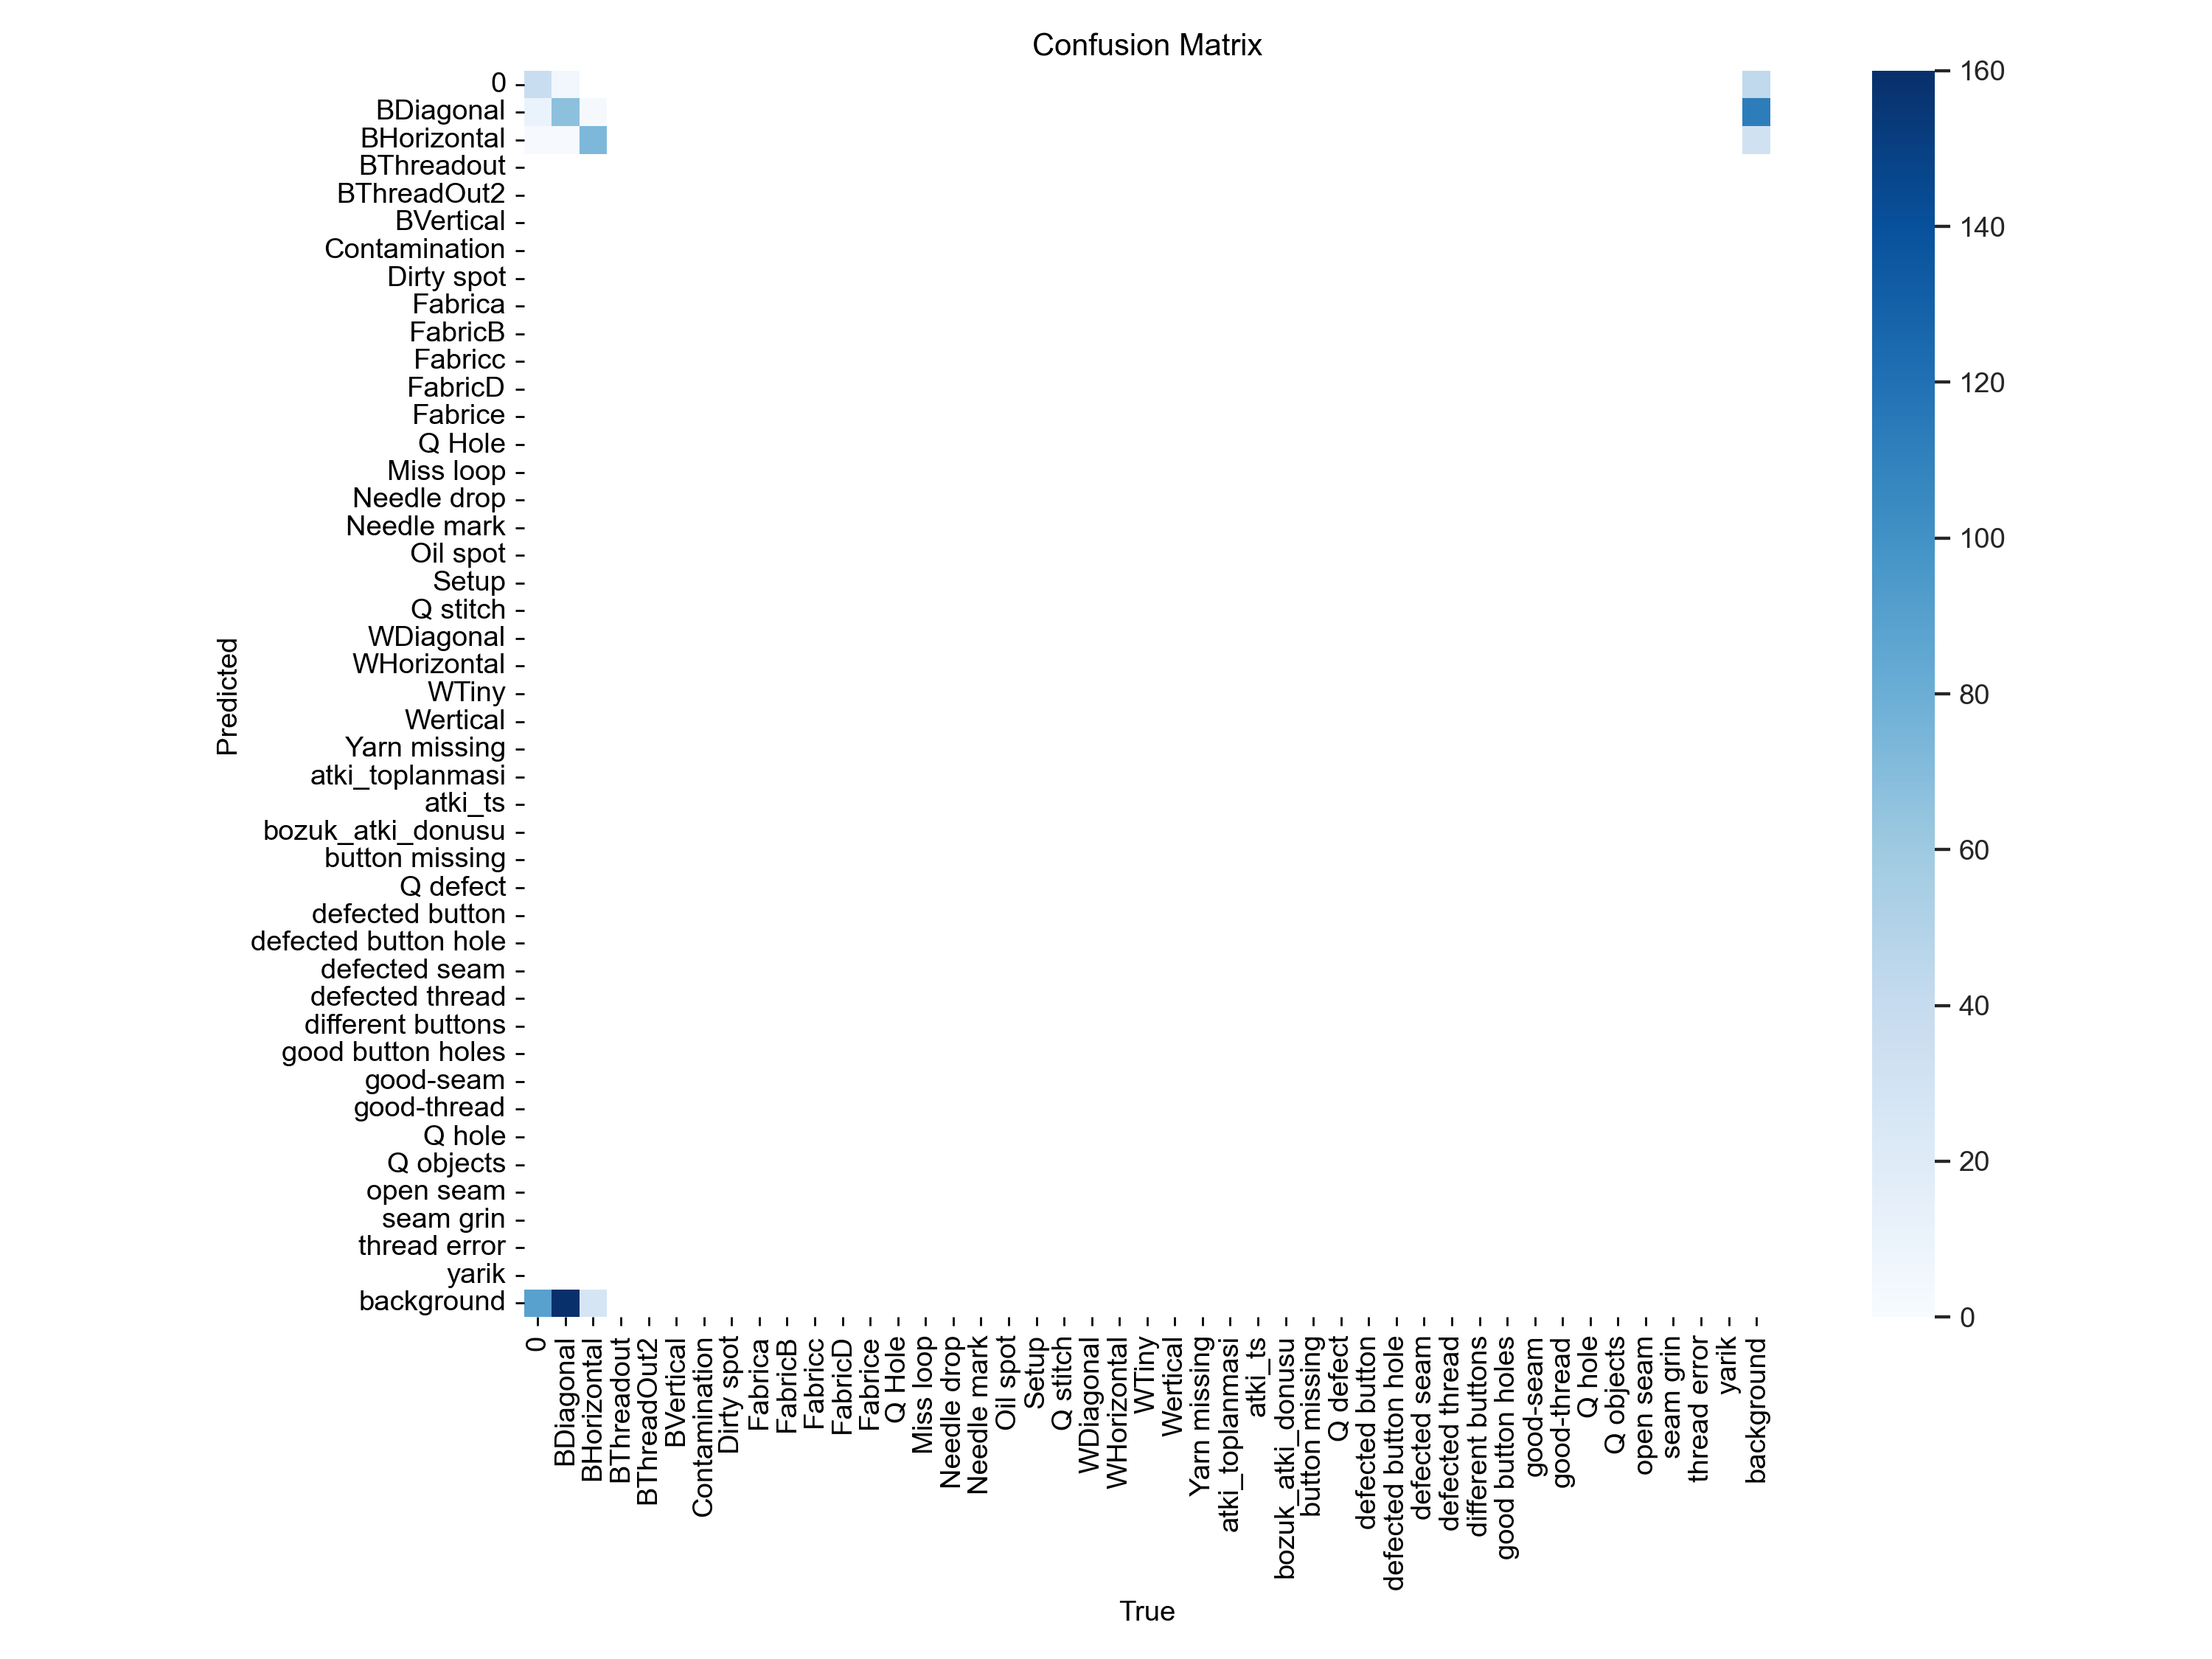 Confusion Matrix
Predicted
0
BDiagonal
BHorizontal
BThreadout
BThreadOut2
BVertical
Contamination
Dirty spot
Fabrica
FabricB
Fabricc
FabricD
Fabrice
Q Hole
Miss loop
Needle drop
Needle mark
Oil spot
Setup
Q stitch
WDiagonal
WHorizontal
WTiny
Wertical
Yarn missing
atki_toplanmasi
atki_ts
bozuk_atki_donusu
button missing
Q defect
defected button
defected button hole
defected seam
defected thread
different buttons
good button holes
good-seam
good-thread
Q hole
Q objects
open seam
seam grin
thread error
yarik
background
0
BDiagonal
BHorizontal
BThreadout
BThreadOut2
BVertical
Contamination
Dirty spot
Fabrica
FabricB
Fabricc
FabricD
Fabrice
Q Hole
Miss loop
Needle drop
Needle mark
Oil spot
Setup
Q stitch
WDiagonal
WHorizontal
WTiny
Wertical
Yarn missing
atki_toplanmasi
atki_ts
bozuk_atki_donusu
button missing
Q defect
defected button
defected button hole
defected seam
defected thread
different buttons
good button holes
good-seam
good-thread
Q hole
Q objects
open seam
seam grin
thread error
yarik
background
True
160
140
120
100
80
60
40
20
0